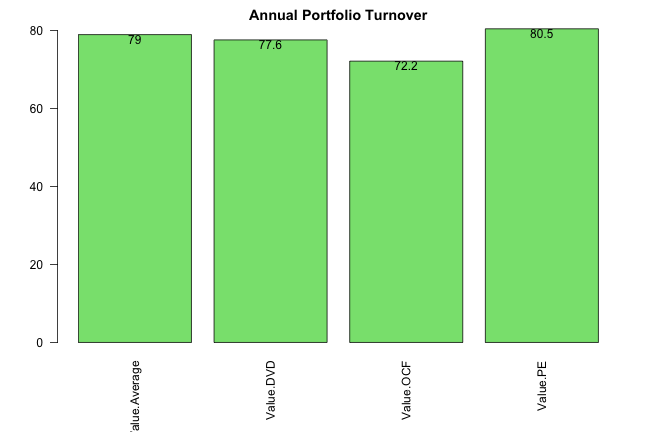 Annual Portfolio Turnover
80
60
40
20
0
79
77.6
72.2
80.5
alue.Average
Value.DVD
Value.OCF
Value.PE